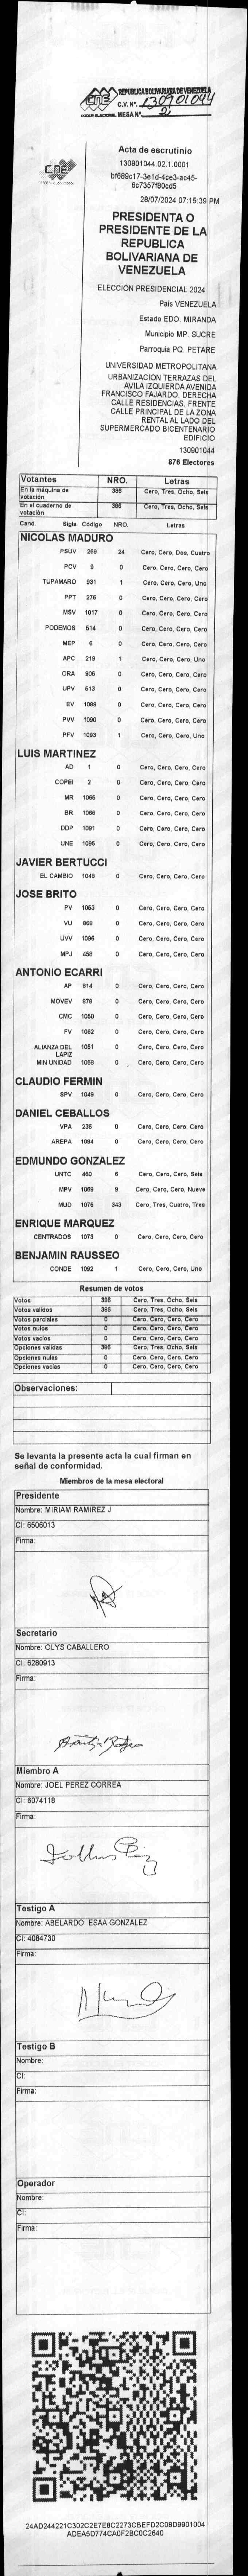 CNE
PODER ELECTORAL
REPUBLICA BOLIVARIANA DE VENEZUELA
C.V. Nº. 130901044
MESA Nº 2
CNE
Acta de escrutinio
130901044.02.1.0001
bf689c17-3e1d-4ce3-ac45-
6c7357f80cd5
28/07/2024 07:15:39 PM
PRESIDENTA O
PRESIDENTE DE LA
REPUBLICA
BOLIVARIANA DE
VENEZUELA
ELECCIÓN PRESIDENCIAL 2024
País VENEZUELA
Estado EDO. MIRANDA
Municipio MP. SUCRE
Parroquia PQ. PETARE
UNIVERSIDAD METROPOLITANA
URBANIZACION TERRAZAS DEL
AVILA IZQUIERDA AVENIDA
FRANCISCO FAJARDO. DERECHA
CALLE RESIDENCIAS. FRENTE
CALLE PRINCIPAL DE LA ZONA
RENTAL AL LADO DEL
SUPERMERCADO BICENTENARIO
EDIFICIO
130901044
876 Electores
Votantes NRO. Letras
En la máquina de votación 386 Cero, Tres, Ocho, Seis
En el cuaderno de votación 386 Cero, Tres, Ocho, Seis
Cand. Sigla Código NRO. Letras
NICOLAS MADURO
PSUV 269 24 Cero, Cero, Dos, Cuatro
PCV 9 0 Cero, Cero, Cero, Cero
TUPAMARO 931 1 Cero, Cero, Cero, Uno
PPT 276 0 Cero, Cero, Cero, Cero
MSV 1017 0 Cero, Cero, Cero, Cero
PODEMOS 514 0 Cero, Cero, Cero, Cero
MEP 6 0 Cero, Cero, Cero, Cero
APC 219 1 Cero, Cero, Cero, Uno
ORA 906 0 Cero, Cero, Cero, Cero
UPV 513 0 Cero, Cero, Cero, Cero
EV 1089 0 Cero, Cero, Cero, Cero
PVV 1090 0 Cero, Cero, Cero, Cero
PFV 1093 1 Cero, Cero, Cero, Uno
LUIS MARTINEZ
AD 1 0 Cero, Cero, Cero, Cero
COPEI 2 0 Cero, Cero, Cero, Cero
MR 1065 0 Cero, Cero, Cero, Cero
BR 1066 0 Cero, Cero, Cero, Cero
DDP 1091 0 Cero, Cero, Cero, Cero
UNE 1095 0 Cero, Cero, Cero, Cero
JAVIER BERTUCCI
EL CAMBIO 1049 0 Cero, Cero, Cero, Cero
JOSE BRITO
PV 1053 0 Cero, Cero, Cero, Cero
VU 868 0 Cero, Cero, Cero, Cero
UVV 1096 0 Cero, Cero, Cero, Cero
MPJ 458 0 Cero, Cero, Cero, Cero
ANTONIO ECARRI
AP 814 0 Cero, Cero, Cero, Cero
MOVEV 979 0 Cero, Cero, Cero, Cero
CMC 1050 0 Cero, Cero, Cero, Cero
FV 1062 0 Cero, Cero, Cero, Cero
ALIANZA DEL LAPIZ 1051 0 Cero, Cero, Cero, Cero
MIN UNIDAD 1068 0 Cero, Cero, Cero, Cero
CLAUDIO FERMIN
SPV 1049 0 Cero, Cero, Cero, Cero
DANIEL CEBALLOS
VPA 236 0 Cero, Cero, Cero, Cero
AREPA 1094 0 Cero, Cero, Cero, Cero
EDMUNDO GONZALEZ
UNTC 460 6 Cero, Cero, Cero, Seis
MPV 1069 9 Cero, Cero, Cero, Nueve
MUD 1075 343 Cero, Tres, Cuatro, Tres
ENRIQUE MARQUEZ
CENTRADOS 1073 0 Cero, Cero, Cero, Cero
BENJAMIN RAUSSEO
CONDE 1092 1 Cero, Cero, Cero, Uno
Resumen de votos
Votos 386 Cero, Tres, Ocho, Seis
Votos validos 386 Cero, Tres, Ocho, Seis
Votos parciales 0 Cero, Cero, Cero, Cero
Votos nulos 0 Cero, Cero, Cero, Cero
Votos vacios 0 Cero, Cero, Cero, Cero
Opciones validas 386 Cero, Tres, Ocho, Seis
Opciones nulas 0 Cero, Cero, Cero, Cero
Opciones vacias 0 Cero, Cero, Cero, Cero
Observaciones:
Se levanta la presente acta la cual firman en
señal de conformidad.
Miembros de la mesa electoral
Presidente
Nombre: MIRIAM RAMIREZ J
CI: 6506013
Firma:
Secretario
Nombre: OLYS CABALLERO
CI: 6280913
Firma:
Miembro A
Nombre: JOEL PEREZ CORREA
CI: 6074118
Firma:
Testigo A
Nombre: ABELARDO ESAA GONZALEZ
CI: 4084730
Firma:
Testigo B
Nombre:
CI:
Firma:
Operador
Nombre:
CI:
Firma:
24AD244221C302C2E7E8C2273CBEFD2C08D9901004
ADEA5D774CA0F2BC0C2640